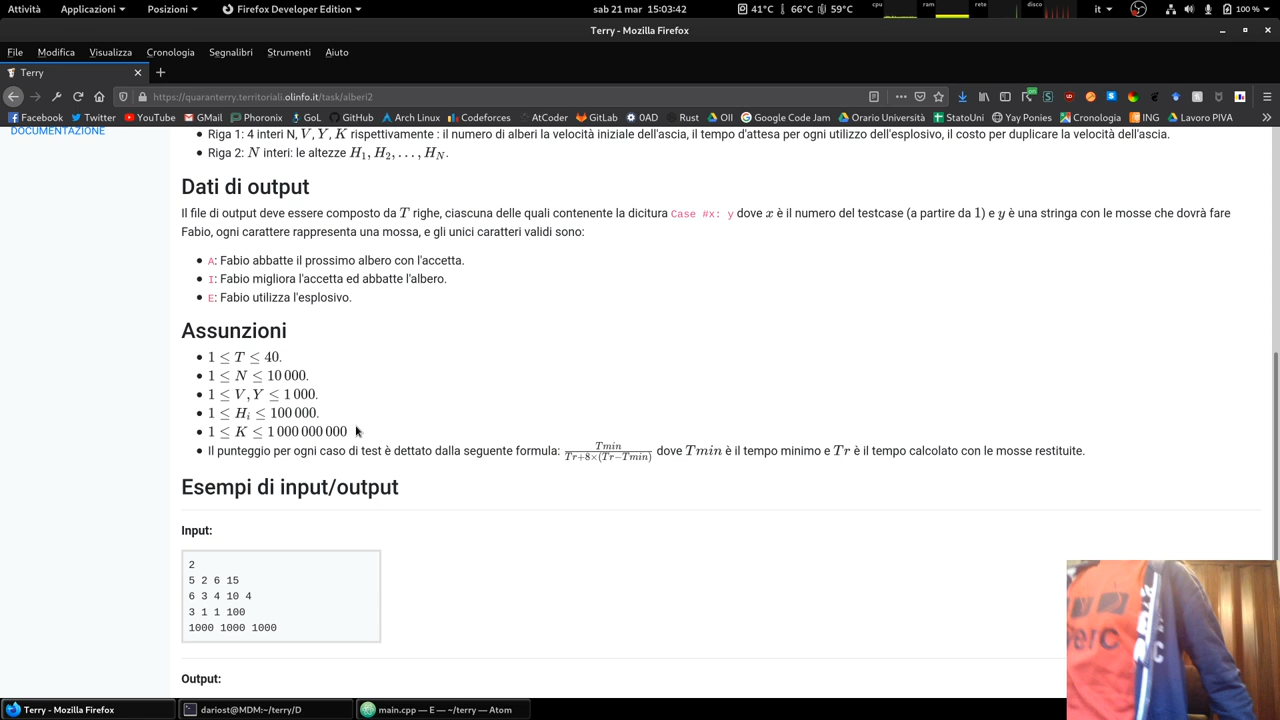 Attività Applicazioni Posizioni Firefox Developer Edition sab 21 mar 15:03:42 cpu ram rete disco 41°C 66°C 59°C it 100 %
Terry - Mozilla Firefox
File Modifica Visualizza Cronologia Segnalibri Strumenti Aiuto
Terry
https://quaranterry.territoriali.olinfo.it/task/alberi2
Facebook Twitter YouTube GMail Phoronix GoL GitHub Arch Linux Codeforces AtCoder GitLab OAD Rust OII Google Code Jam Orario Università StatoUni Yay Ponies Cronologia ING Lavoro PIVA
DOCUMENTAZIONE
Riga 1: 4 interi N, V, Y, K rispettivamente : il numero di alberi la velocità iniziale dell'ascia, il tempo d'attesa per ogni utilizzo dell'esplosivo, il costo per duplicare la velocità dell'ascia.
Riga 2: N interi: le altezze H1, H2, ..., HN.
Dati di output
Il file di output deve essere composto da T righe, ciascuna delle quali contenente la dicitura Case #x: y dove x è il numero del testcase (a partire da 1) e y è una stringa con le mosse che dovrà fare
Fabio, ogni carattere rappresenta una mossa, e gli unici caratteri validi sono:
A: Fabio abbatte il prossimo albero con l'accetta.
I: Fabio migliora l'accetta ed abbatte l'albero.
E: Fabio utilizza l'esplosivo.
Assunzioni
1 ≤ T ≤ 40.
1 ≤ N ≤ 10 000.
1 ≤ V, Y ≤ 1 000.
1 ≤ Hi ≤ 100 000.
1 ≤ K ≤ 1 000 000 000
Il punteggio per ogni caso di test è dettato dalla seguente formula: Tmin / Tr+8×(Tr−Tmin) dove Tmin è il tempo minimo e Tr è il tempo calcolato con le mosse restituite.
Esempi di input/output
Input:
2
5 2 6 15
6 3 4 10 4
3 1 1 100
1000 1000 1000
Output:
Terry - Mozilla Firefox dariost@MDM:~/terry/D main.cpp — E — ~/terry — Atom